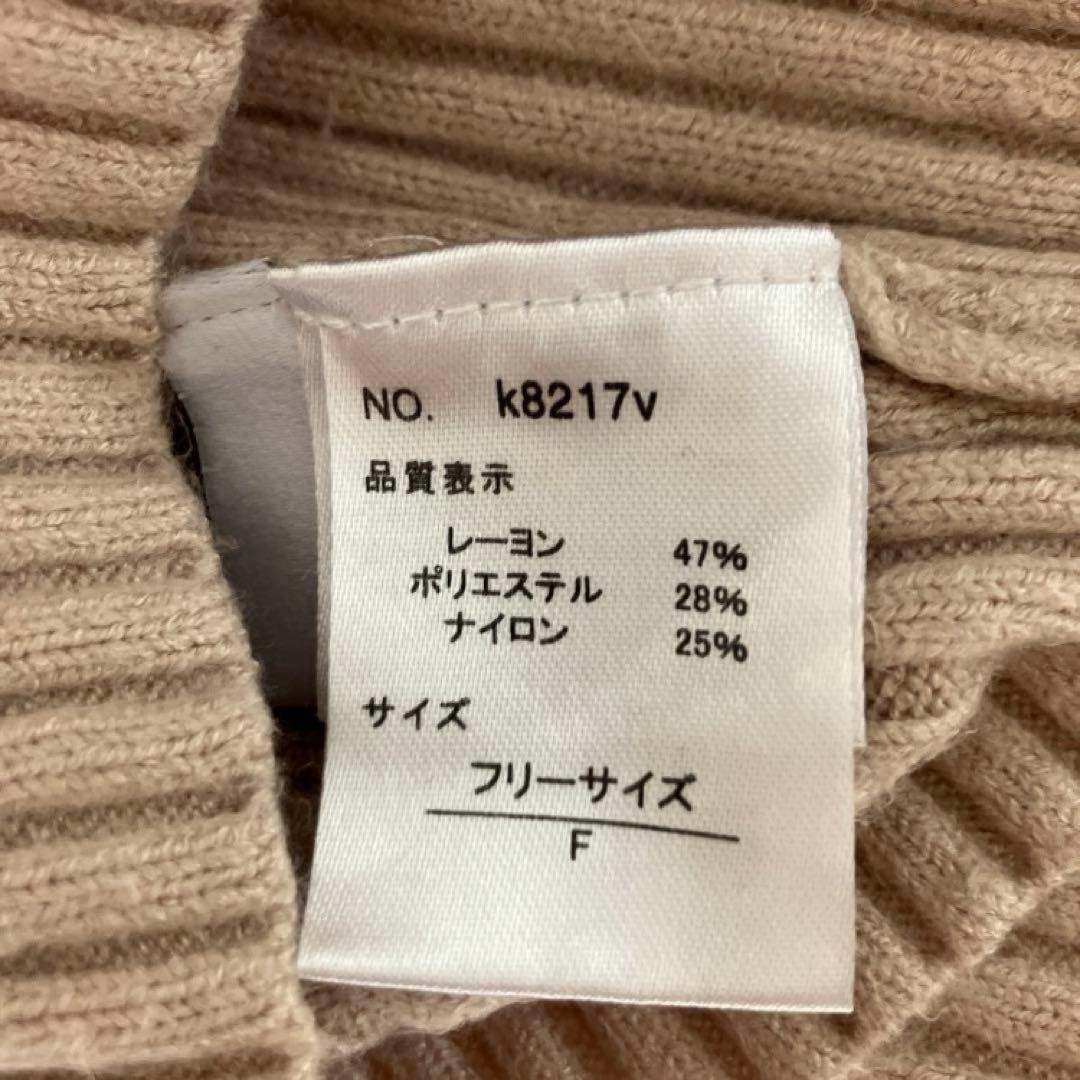 NO. k8217v
品質表示
レーヨン 47%
ポリエステル 28%
ナイロン 25%
サイズ
フリーサイズ
F